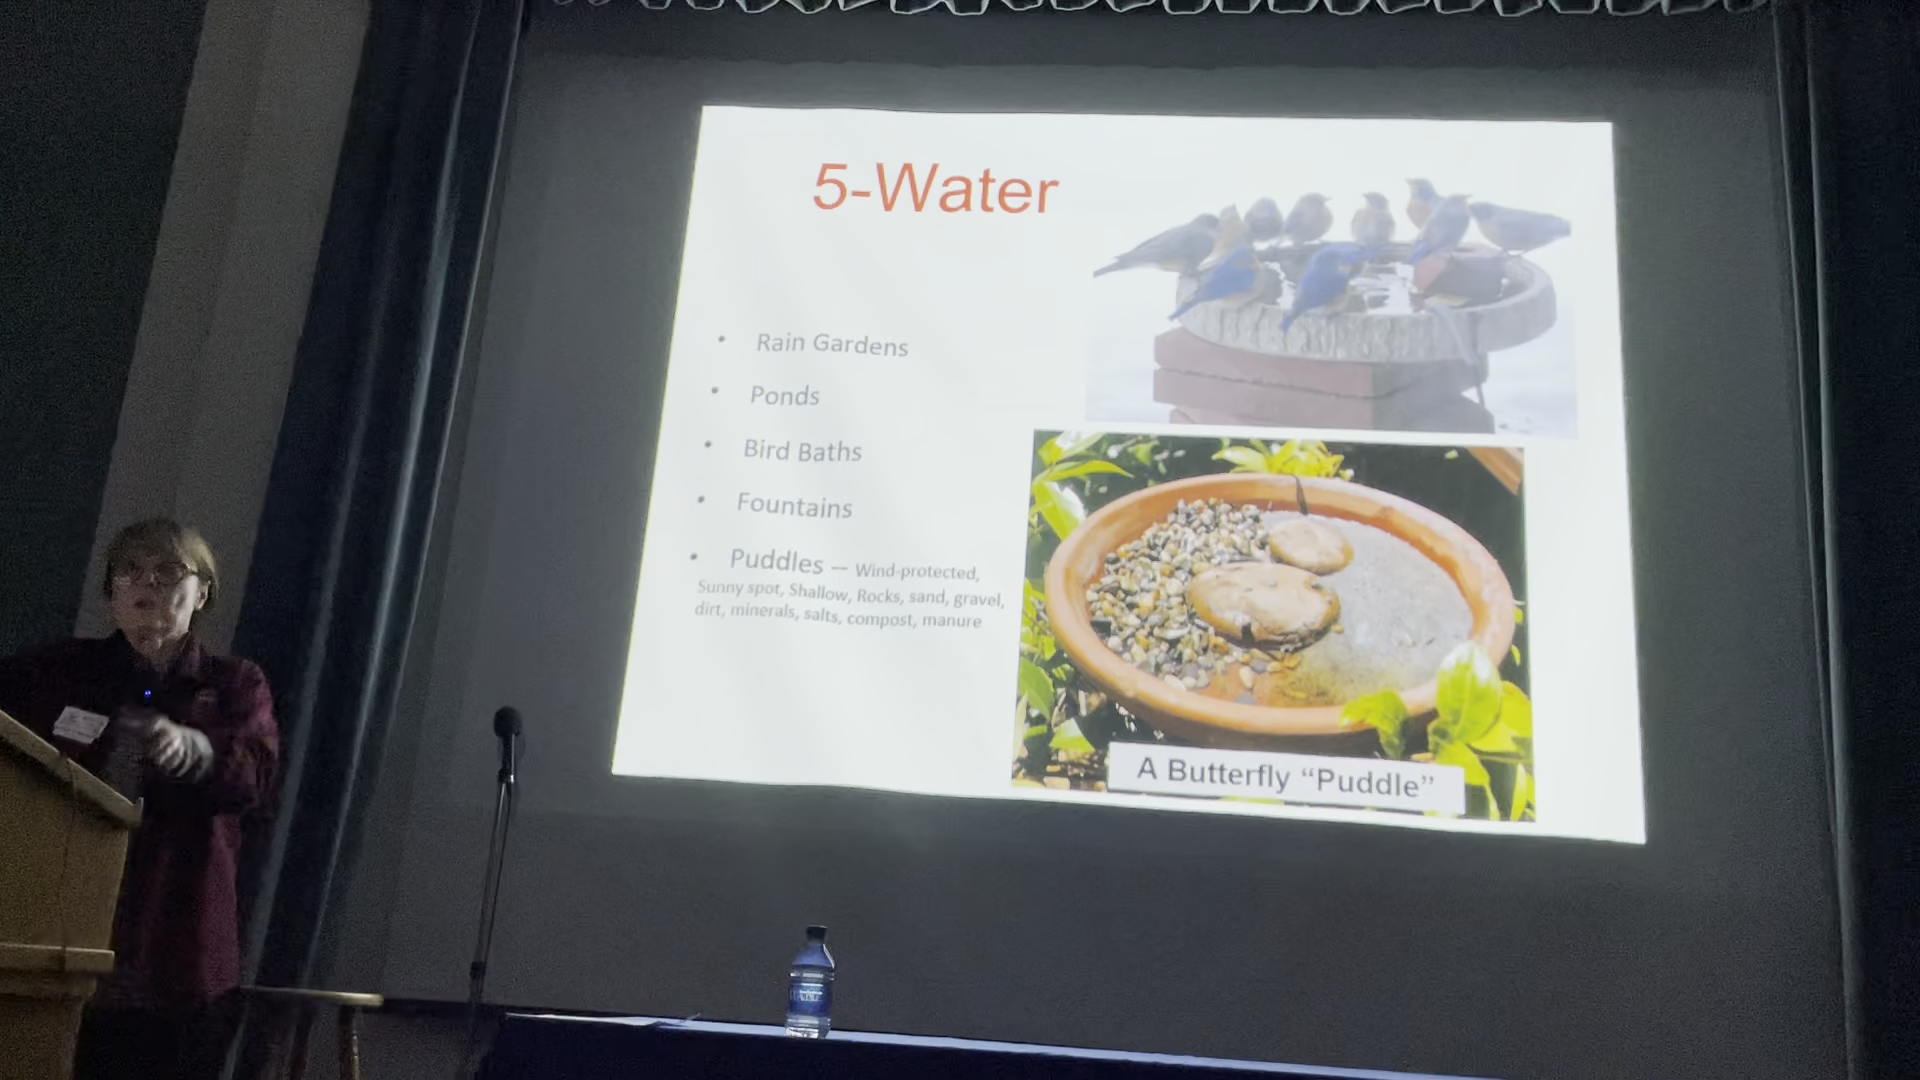 5-Water
• Rain Gardens
• Ponds
• Bird Baths
• Fountains
• Puddles – Wind-protected,
Sunny spot, Shallow, Rocks, sand, gravel,
dirt, minerals, salts, compost, manure
A Butterfly “Puddle”